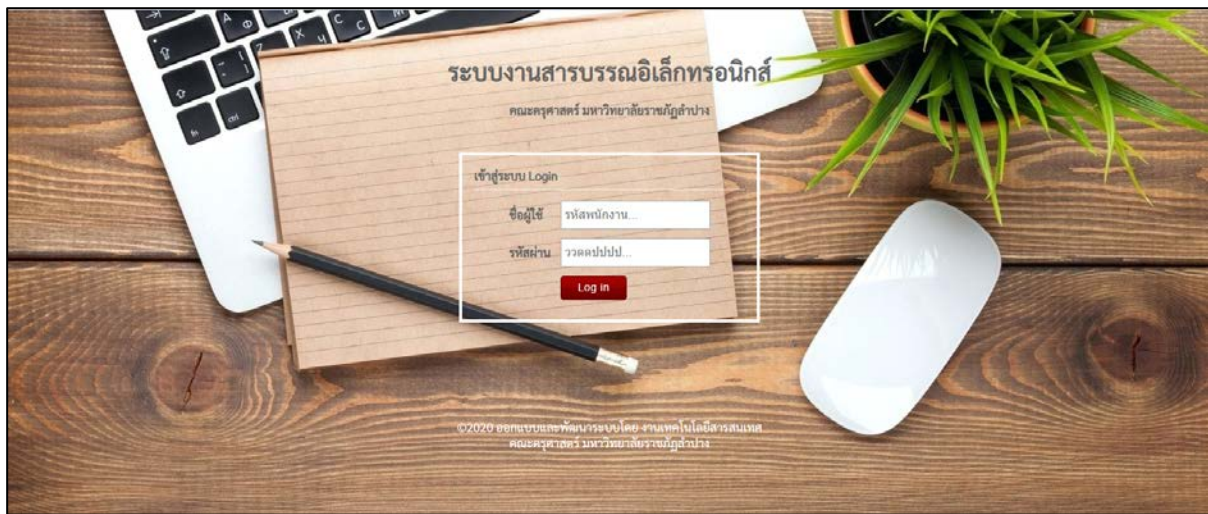 ระบบงานสารบรรณอิเล็กทรอนิกส์
คณะครุศาสตร์ มหาวิทยาลัยราชภัฏลำปาง
เข้าสู่ระบบ Login
ชื่อผู้ใช้ รหัสพนักงาน...
รหัสผ่าน ววดดปปปป...
Log in
©2020 ออกแบบและพัฒนาระบบโดย งานเทคโนโลยีสารสนเทศ
คณะครุศาสตร์ มหาวิทยาลัยราชภัฏลำปาง